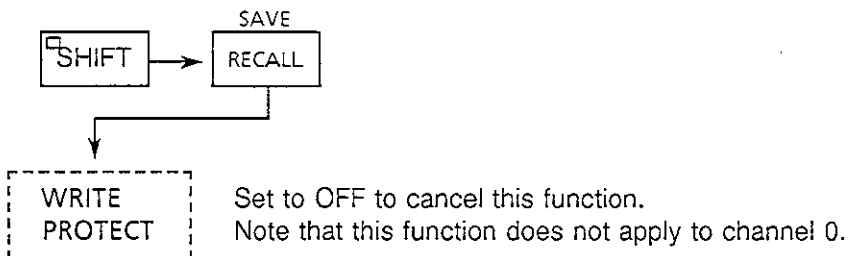 SAVE
SHIFT
RECALL
WRITE
PROTECT
Set to OFF to cancel this function.
Note that this function does not apply to channel 0.